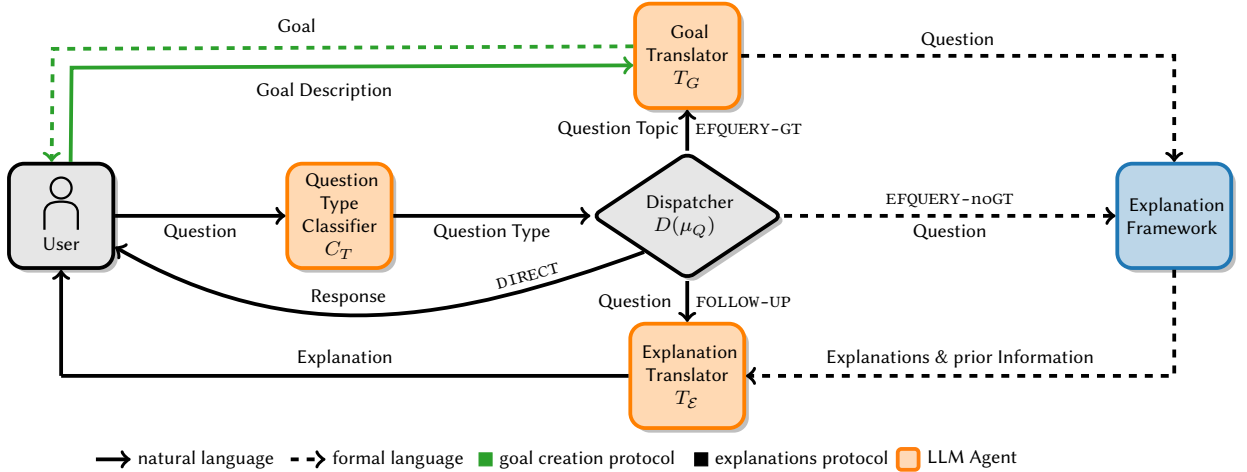 Goal
Goal Description
Goal
Translator
T_G
Question
Question Topic
EFQUERY-GT
User
Question
Question
Type
Classifier
C_T
Question Type
Dispatcher
D(μ_Q)
EFQUERY-noGT
Question
Explanation
Framework
Response
DIRECT
Question
FOLLOW-UP
Explanation
Explanation
Translator
T_ℰ
Explanations & prior Information
natural language
formal language
goal creation protocol
explanations protocol
LLM Agent